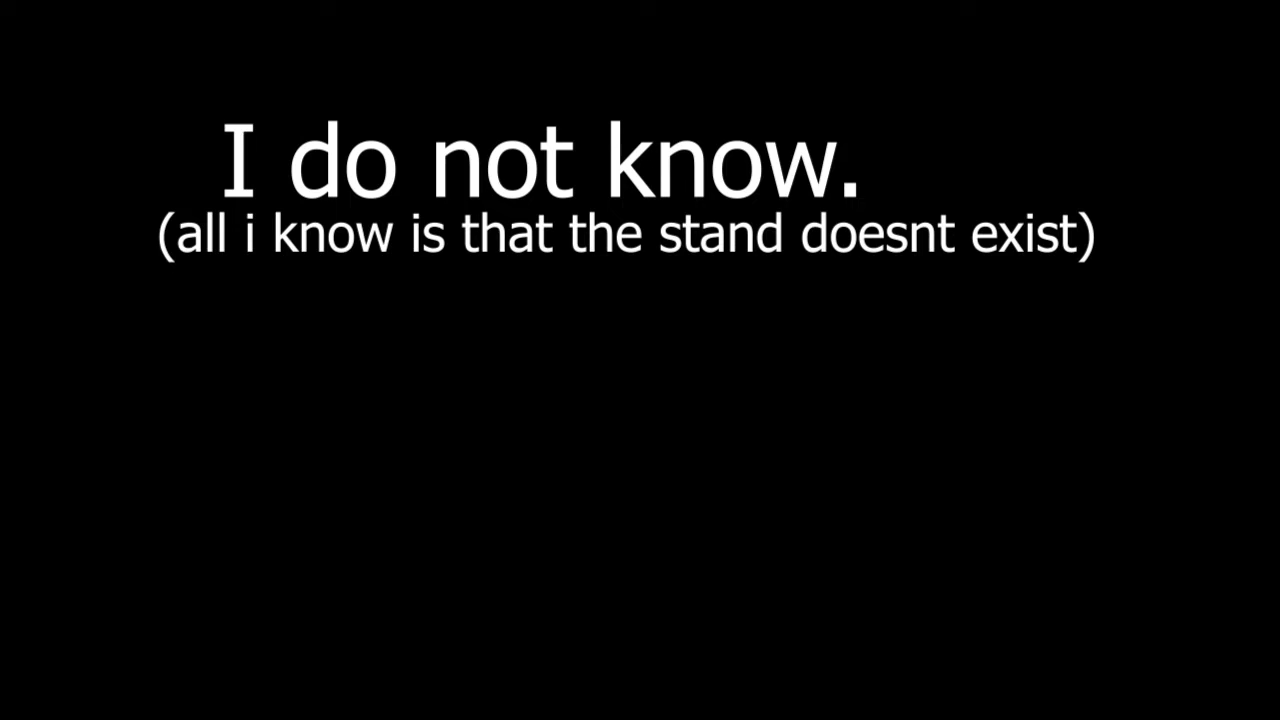 I do not know.
(all i know is that the stand doesnt exist)